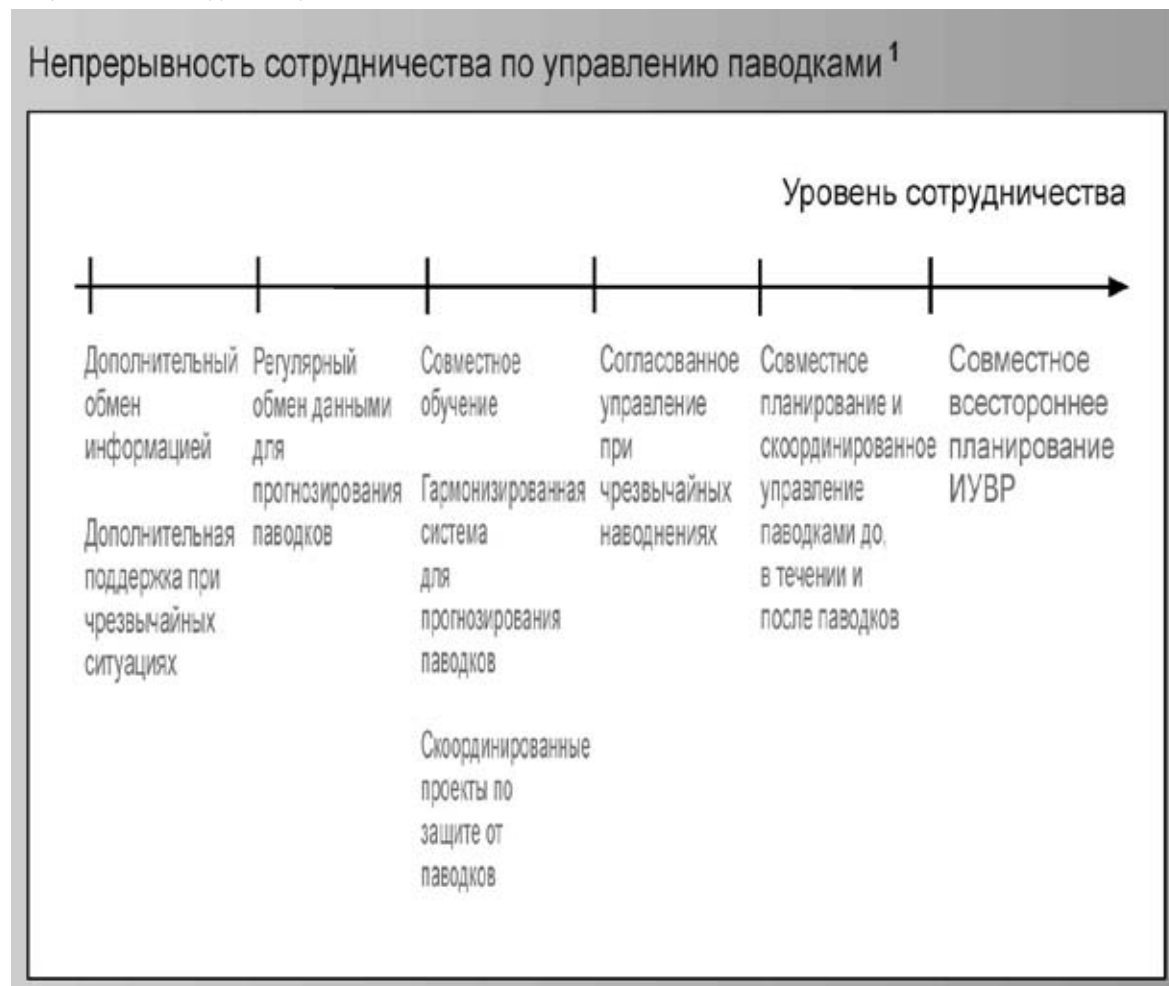 Непрерывность сотрудничества по управлению паводками 1
Уровень сотрудничества
Дополнительный
обмен
информацией
Дополнительная
поддержка при
чрезвычайных
ситуациях
Регулярный
обмен данными
для
прогнозирования
паводков
Совместное
обучение
Гармонизированная
система
для
прогнозирования
паводков
Скоординированные
проекты по
защите от
паводков
Согласованное
управление
при
чрезвычайных
наводнениях
Совместное
планирование и
скоординированное
управление
паводками до,
в течении и
после паводков
Совместное
всестороннее
планирование
ИУВР